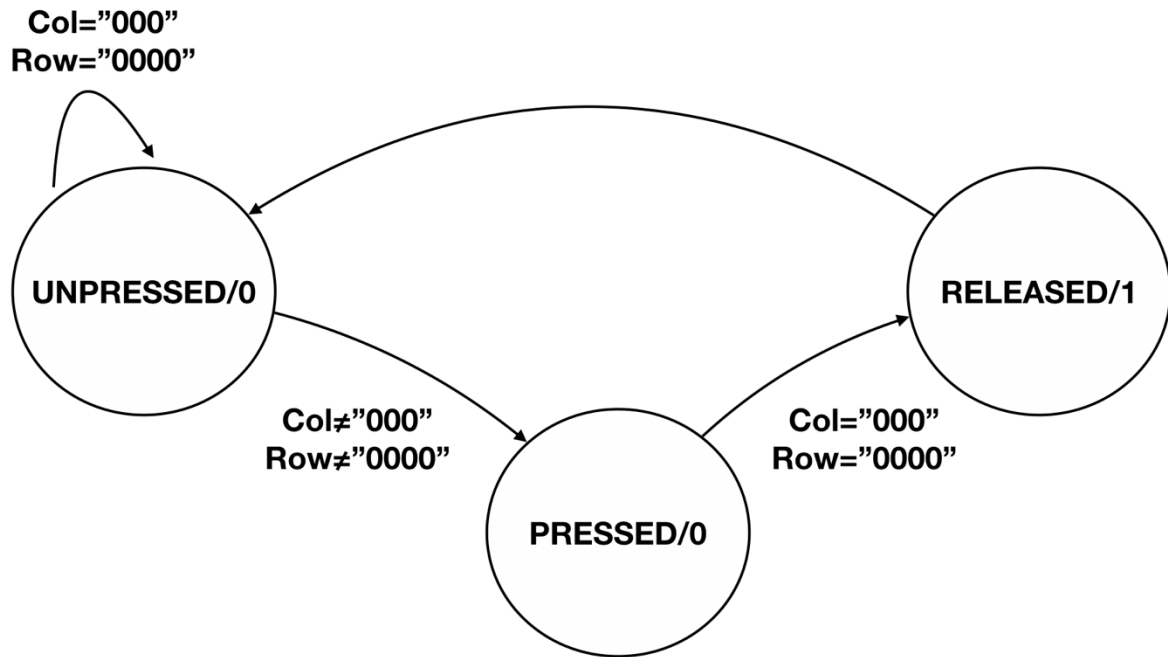 Col=”000”
Row=”0000”
UNPRESSED/0
RELEASED/1
Col≠”000”
Row≠”0000”
Col=”000”
Row=”0000”
PRESSED/0